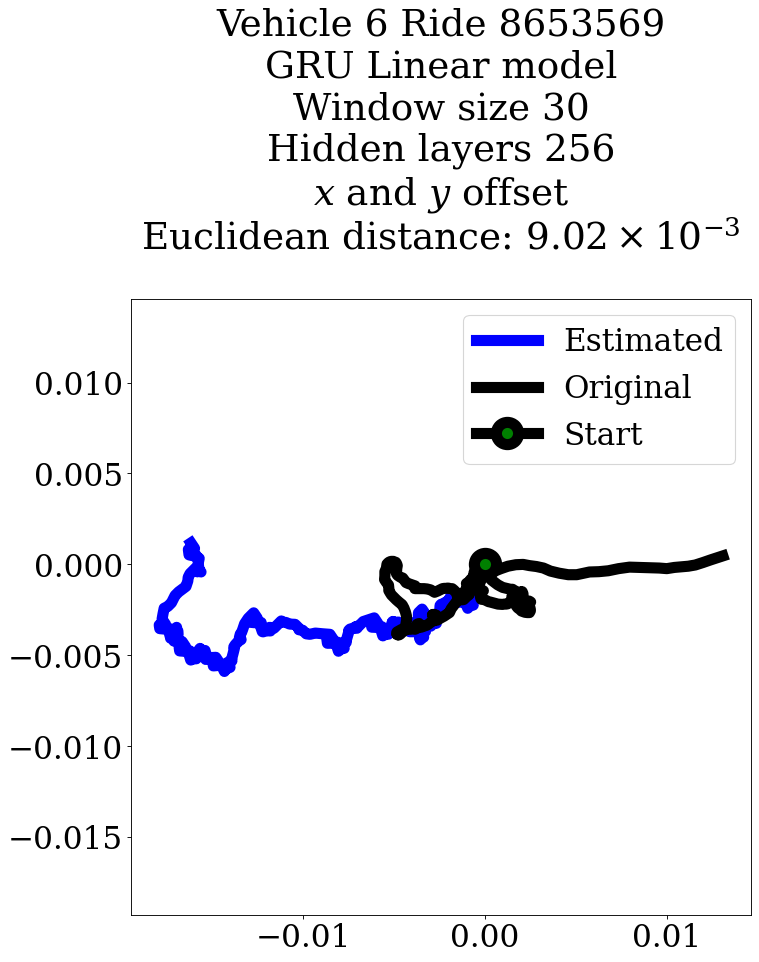 Vehicle 6 Ride 8653569
GRU Linear model
Window size 30
Hidden layers 256
x and y offset
Euclidean distance: 9.02 × 10⁻³
Estimated
Original
Start
0.010
0.005
0.000
−0.005
−0.010
−0.015
−0.01
0.00
0.01